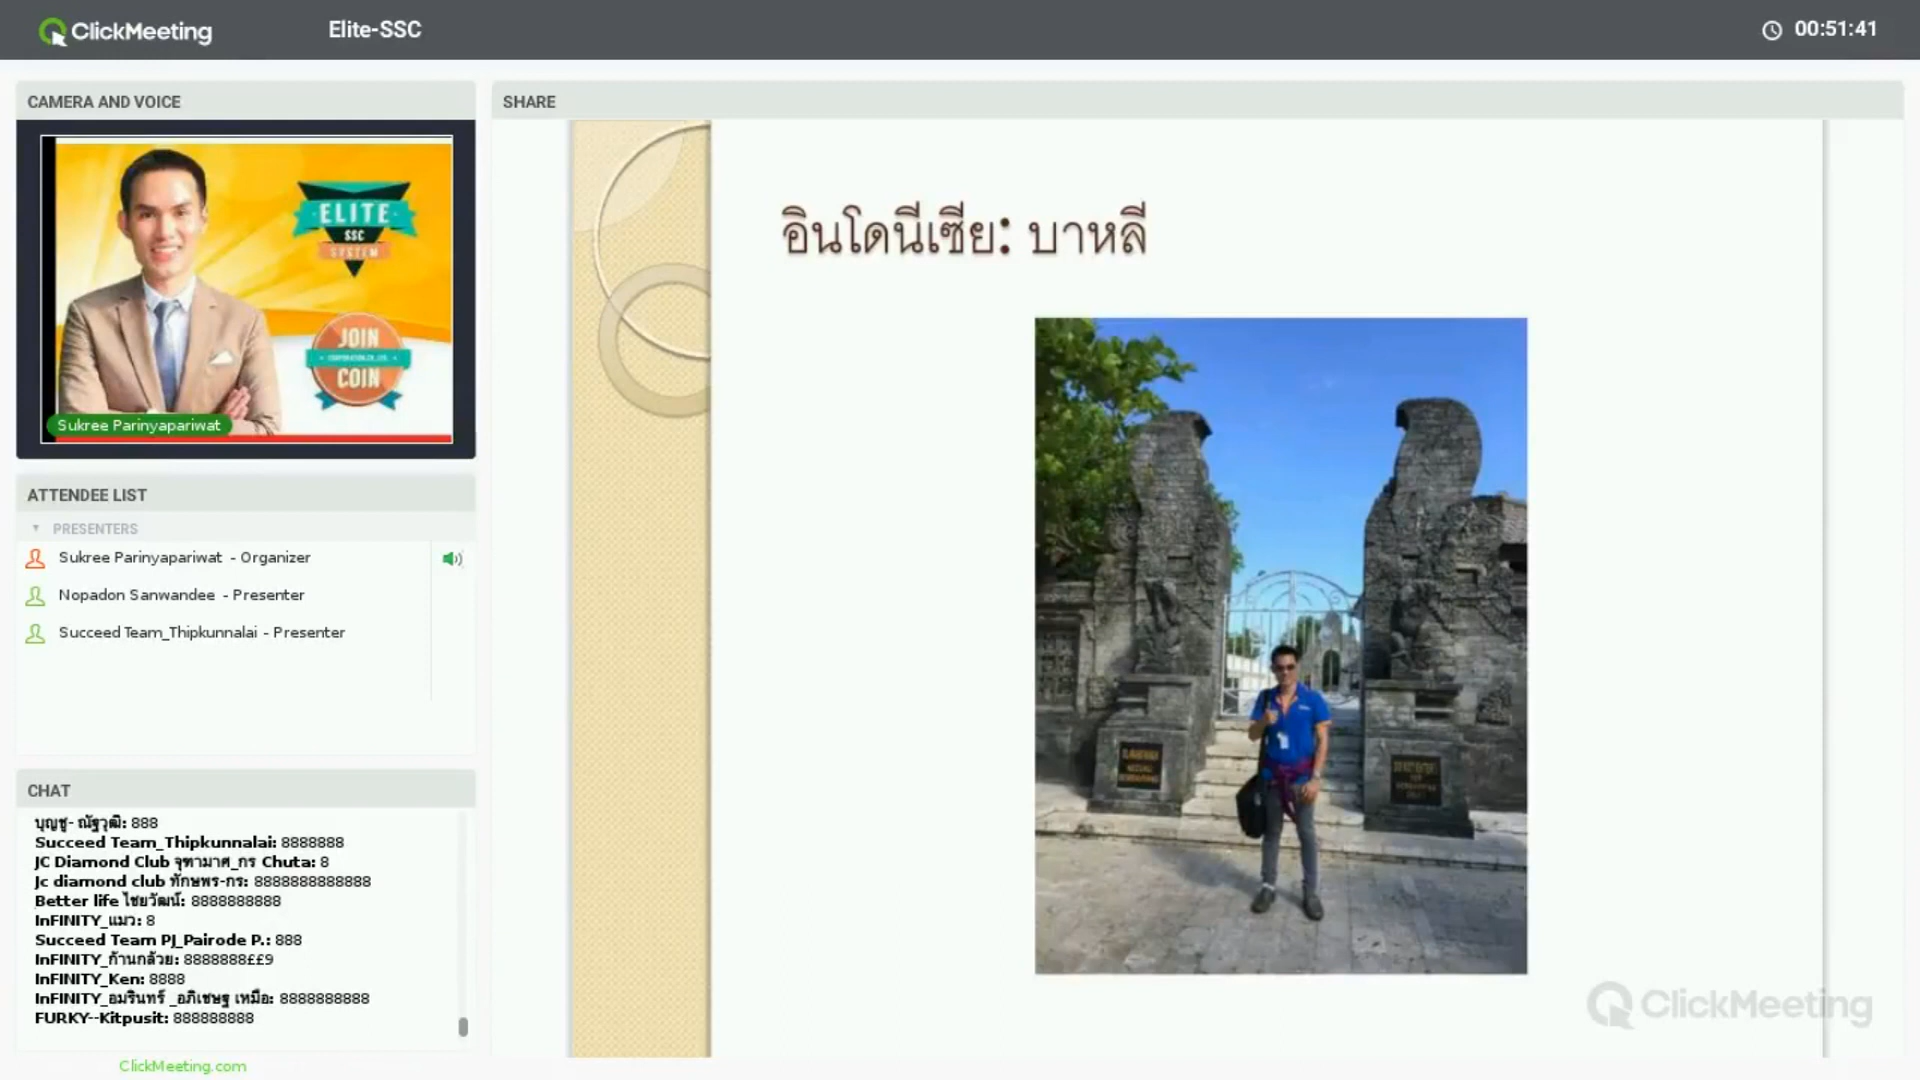 ClickMeeting
Elite-SSC
00:51:41
CAMERA AND VOICE
ELITE
SSC
SYSTEM
JOIN
COIN
Sukree Parinyapariwat
ATTENDEE LIST
PRESENTERS
Sukree Parinyapariwat - Organizer
Nopadon Sanwandee - Presenter
Succeed Team_Thipkunnalai - Presenter
CHAT
บุญชู- ณัฐวุฒิ: 888
Succeed Team_Thipkunnalai: 8888888
JC Diamond Club จุฑามาศ_กร Chuta: 8
Jc diamond club ทักษพร-กร: 8888888888888
Better life ไชยวัฒน์: 8888888888
InFINITY_แมว: 8
Succeed Team PJ_Pairode P.: 888
InFINITY_ก้านกล้วย: 8888888££9
InFINITY_Ken: 8888
InFINITY_อมรินทร์ _อภิเชษฐ เหมือ: 8888888888
FURKY--Kitpusit: 888888888
ClickMeeting.com
SHARE
อินโดนีเซีย: บาหลี
ClickMeeting